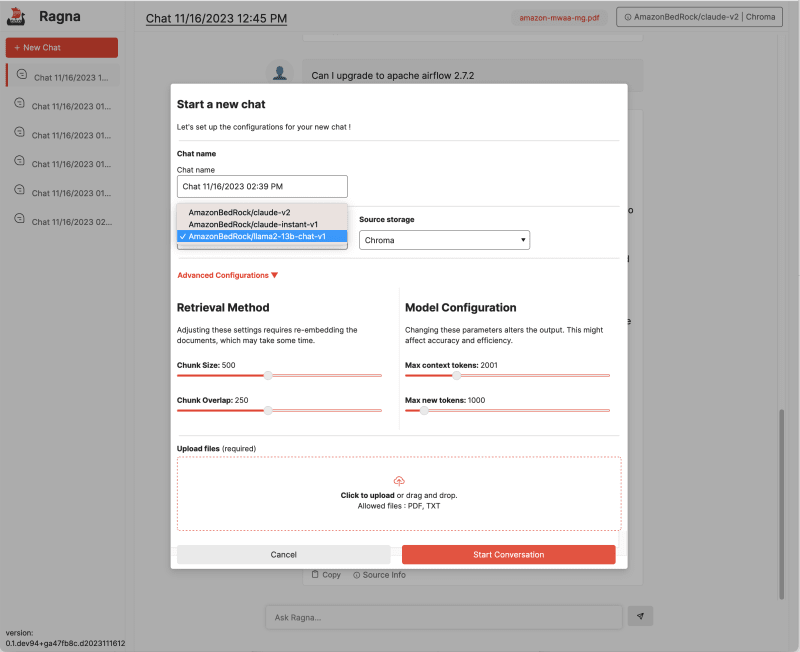 Ragna
Chat 11/16/2023 12:45 PM
amazon-mwaa-mg.pdf
AmazonBedRock/claude-v2 | Chroma
+ New Chat
Chat 11/16/2023 1...
Chat 11/16/2023 01...
Chat 11/16/2023 01...
Chat 11/16/2023 01...
Chat 11/16/2023 01...
Chat 11/16/2023 02...
Can I upgrade to apache airflow 2.7.2
Start a new chat
Let's set up the configurations for your new chat !
Chat name
Chat name
Chat 11/16/2023 02:39 PM
AmazonBedRock/claude-v2
AmazonBedRock/claude-instant-v1
✓ AmazonBedRock/llama2-13b-chat-v1
Source storage
Chroma
Advanced Configurations ▼
Retrieval Method
Adjusting these settings requires re-embedding the
documents, which may take some time.
Chunk Size: 500
Chunk Overlap: 250
Model Configuration
Changing these parameters alters the output. This might
affect accuracy and efficiency.
Max context tokens: 2001
Max new tokens: 1000
Upload files (required)
Click to upload or drag and drop.
Allowed files : PDF, TXT
Cancel
Start Conversation
Copy
Source Info
Ask Ragna...
version:
0.1.dev94+ga47fb8c.d2023111612